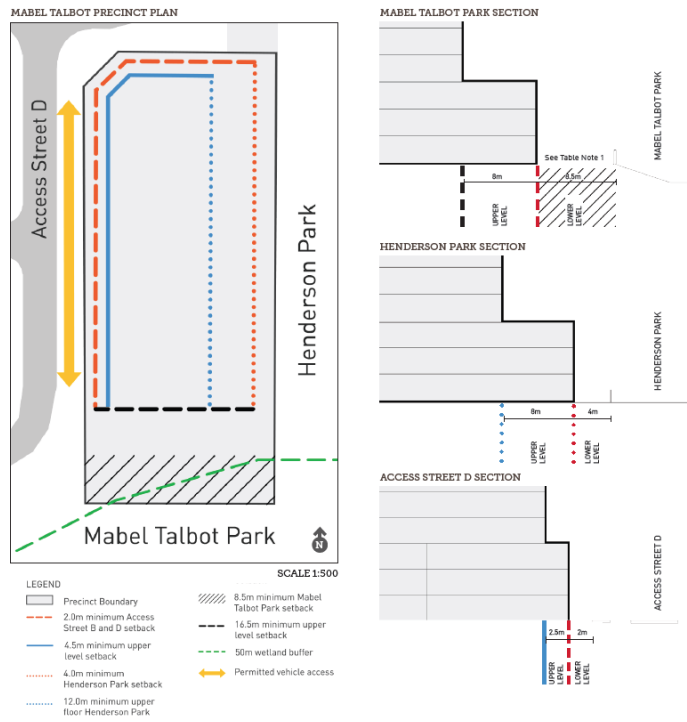 MABEL TALBOT PRECINCT PLAN
Access Street D
Henderson Park
Mabel Talbot Park
N
SCALE 1:500
LEGEND
Precinct Boundary
2.0m minimum Access
Street B and D setback
4.5m minimum upper
level setback
4.0m minimum
Henderson Park setback
12.0m minimum upper
floor Henderson Park
8.5m minimum Mabel
Talbot Park setback
16.5m minimum upper
level setback
50m wetland buffer
Permitted vehicle access
MABEL TALBOT PARK SECTION
MABEL TALBOT PARK
See Table Note 1
8m
8.5m
UPPER
LEVEL
LOWER
LEVEL
HENDERSON PARK SECTION
HENDERSON PARK
8m
4m
UPPER
LEVEL
LOWER
LEVEL
ACCESS STREET D SECTION
ACCESS STREET D
2.5m
2m
UPPER
LEVEL
LOWER
LEVEL